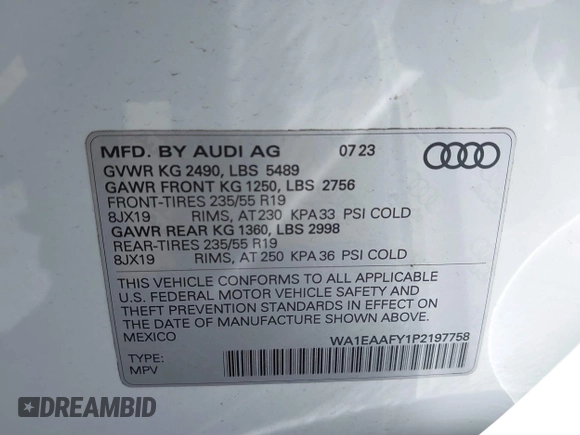 MFD. BY AUDI AG 07 23
GVWR KG 2490, LBS 5489
GAWR FRONT KG 1250, LBS 2756
FRONT-TIRES 235/55 R19
8JX19 RIMS, AT 230 KPA 33 PSI COLD
GAWR REAR KG 1360, LBS 2998
REAR-TIRES 235/55 R19
8JX19 RIMS, AT 250 KPA 36 PSI COLD
THIS VEHICLE CONFORMS TO ALL APPLICABLE
U.S. FEDERAL MOTOR VEHICLE SAFETY AND
THEFT PREVENTION STANDARDS IN EFFECT ON
THE DATE OF MANUFACTURE SHOWN ABOVE.
MEXICO WA1EAAFY1P2197758
TYPE:
MPV
DREAMBID